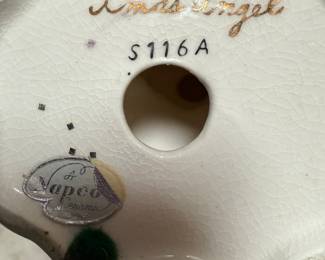 Xmas Angel
S116A
A
Napco